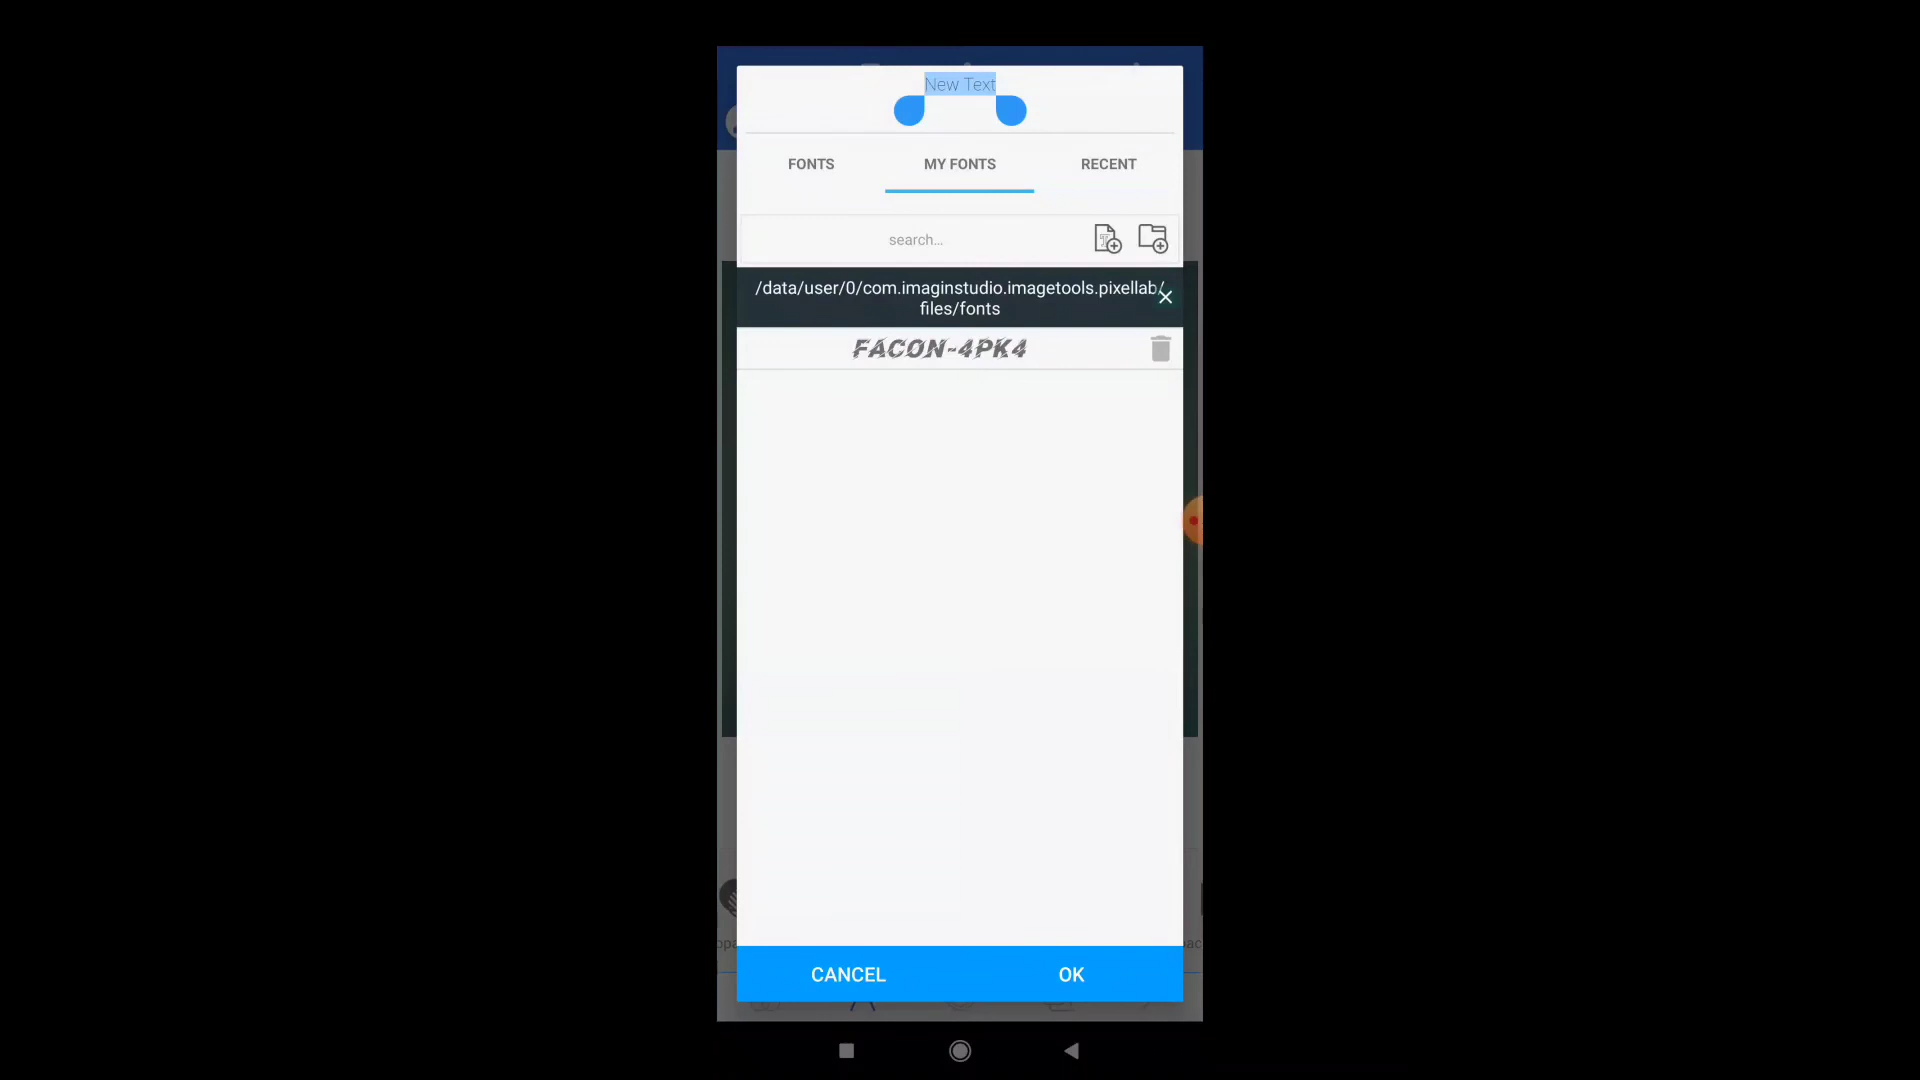 New Text
FONTS MY FONTS RECENT
search...
/data/user/0/com.imaginstudio.imagetools.pixellab/
files/fonts
FACON-4PK4
CANCEL OK